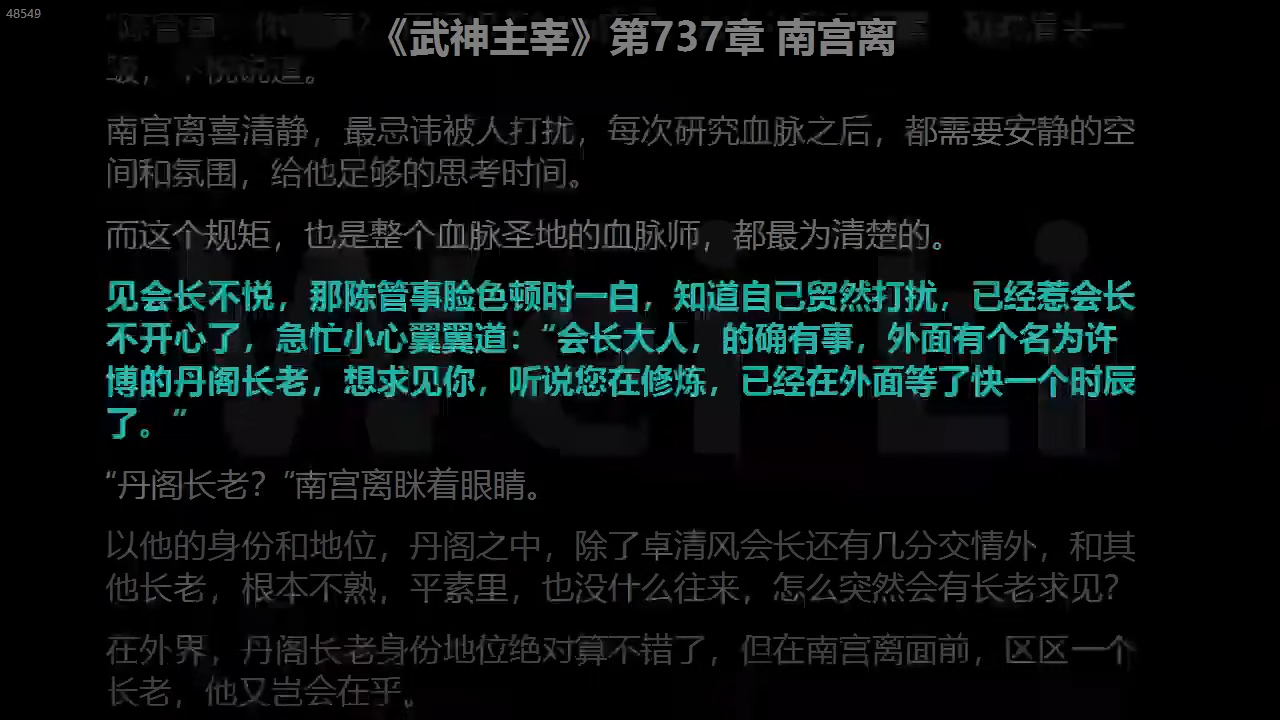 48549
《武神主宰》第737章 南宫离
南宫离喜清静，最忌讳被人打扰，每次研究血脉之后，都需要安静的空
间和氛围，给他足够的思考时间。
而这个规矩，也是整个血脉圣地的血脉师，都最为清楚的。
见会长不悦，那陈管事脸色顿时一白，知道自己贸然打扰，已经惹会长
不开心了，急忙小心翼翼道：“会长大人，的确有事，外面有个名为许
博的丹阁长老，想求见你，听说您在修炼，已经在外面等了快一个时辰
了。”
“丹阁长老？”南宫离眯着眼睛。
以他的身份和地位，丹阁之中，除了卓清风会长还有几分交情外，和其
他长老，根本不熟，平素里，也没什么往来，怎么突然会有长老求见？
在外界，丹阁长老身份地位绝对算不错了，但在南宫离面前，区区一个
长老，他又岂会在乎。
Wei Li